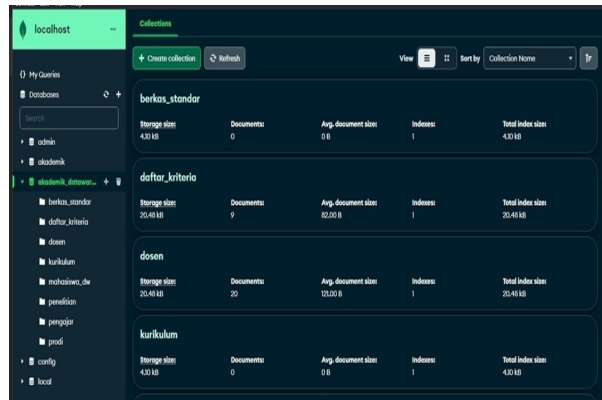 localhost
...
{} My Queries
Databases
Search
admin
akademik
akademik_datawar...
berkas_standar
daftar_kriteria
dosen
kurikulum
mahasiswa_dw
penelitian
pengajar
prodi
config
local
Collections
+ Create collection
Refresh
View
Sort by
Collection Name
berkas_standar
Storage size: Documents: Avg. document size: Indexes: Total index size:
4.10 kB 0 0 B 1 4.10 kB
daftar_kriteria
Storage size: Documents: Avg. document size: Indexes: Total index size:
20.48 kB 9 82.00 B 1 20.48 kB
dosen
Storage size: Documents: Avg. document size: Indexes: Total index size:
20.48 kB 20 121.00 B 1 20.48 kB
kurikulum
Storage size: Documents: Avg. document size: Indexes: Total index size:
4.10 kB 0 0 B 1 4.10 kB